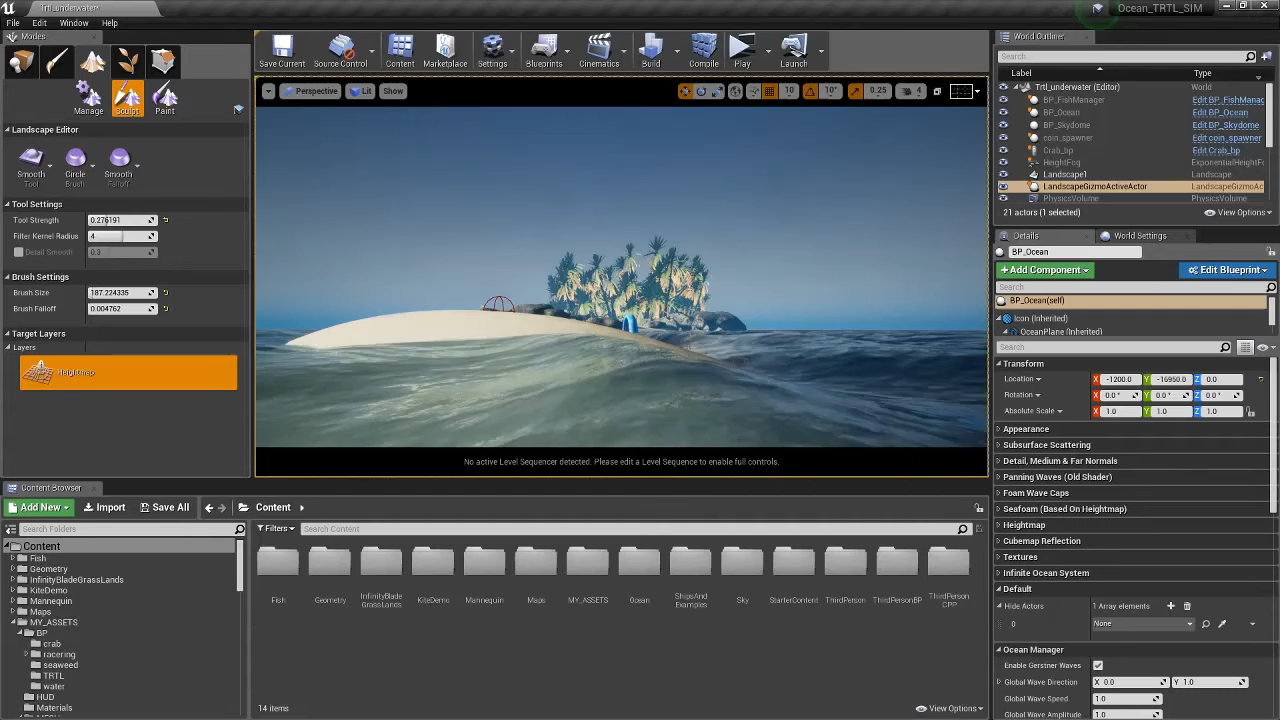 Trtl_underwater*
Ocean_TRTL_SIM
File Edit Window Help
Modes
Manage Sculpt Paint
Landscape Editor
Smooth Circle Smooth
Tool Brush Falloff
Tool Settings
Tool Strength 0.276191
Filter Kernel Radius 4
Detail Smooth 0.3
Brush Settings
Brush Size 187.224335
Brush Falloff 0.004762
Target Layers
Layers
Heightmap
Save Current Source Control Content Marketplace Settings Blueprints Cinematics Build Compile Play Launch
Perspective Lit Show 10 10° 0.25 4
No active Level Sequencer detected. Please edit a Level Sequence to enable full controls.
World Outliner
Search...
Label Type
Trtl_underwater (Editor) World
BP_FishManager Edit BP_FishManag
BP_Ocean Edit BP_Ocean
BP_Skydome Edit BP_Skydome
coin_spawner Edit coin_spawner
Crab_bp Edit Crab_bp
HeightFog ExponentialHeightF
Landscape1 Landscape
LandscapeGizmoActiveActor LandscapeGizmoAc
PhysicsVolume PhysicsVolume
21 actors (1 selected) View Options
Details World Settings
BP_Ocean
Add Component Edit Blueprint
Search
BP_Ocean(self)
Icon (Inherited)
OceanPlane (Inherited)
Search
Transform
Location X -1200.0 Y -16950.0 Z 0.0
Rotation X 0.0 ° Y 0.0 ° Z 0.0 °
Absolute Scale X 1.0 Y 1.0 Z 1.0
Appearance
Subsurface Scattering
Detail, Medium & Far Normals
Panning Waves (Old Shader)
Foam Wave Caps
Seafoam (Based On Heightmap)
Heightmap
Cubemap Reflection
Textures
Infinite Ocean System
Default
Hide Actors 1 Array elements
0 None
Ocean Manager
Enable Gerstner Waves
Global Wave Direction X 0.0 Y 1.0
Global Wave Speed 1.0
Global Wave Amplitude 1.0
Content Browser
Add New Import Save All Content
Search Folders
Filters Search Content
Content
Fish
Geometry
InfinityBladeGrassLands
KiteDemo
Mannequin
Maps
MY_ASSETS
BP
crab
racering
seaweed
TRTL
water
HUD
Materials
Fish Geometry InfinityBlade GrassLands KiteDemo Mannequin Maps MY_ASSETS Ocean ShipsAnd Examples Sky StarterContent ThirdPerson ThirdPersonBP ThirdPerson CPP
14 items View Options